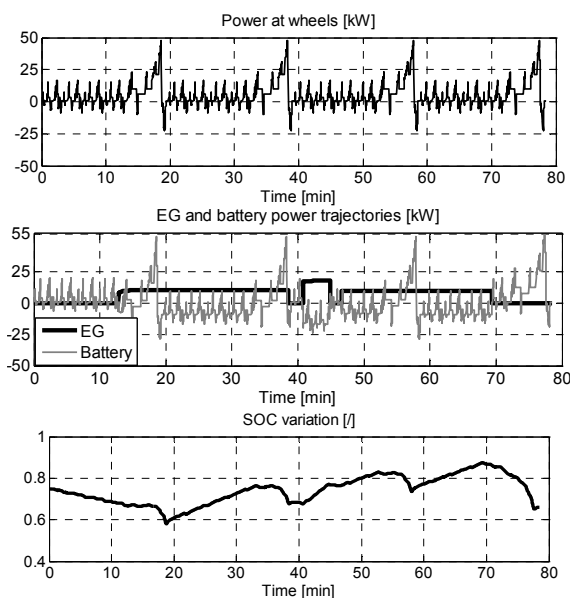 Power at wheels [kW]
50
25
0
-25
50
0 10 20 30 40 50 60 70 80
Time [min]
EG and battery power trajectories [kW]
55
25
0
-25
-50
EG
Battery
0 10 20 30 40 50 60 70 80
Time [min]
SOC variation [/]
1
0.8
0.6
0.4
0 10 20 30 40 50 60 70 80
Time [min]